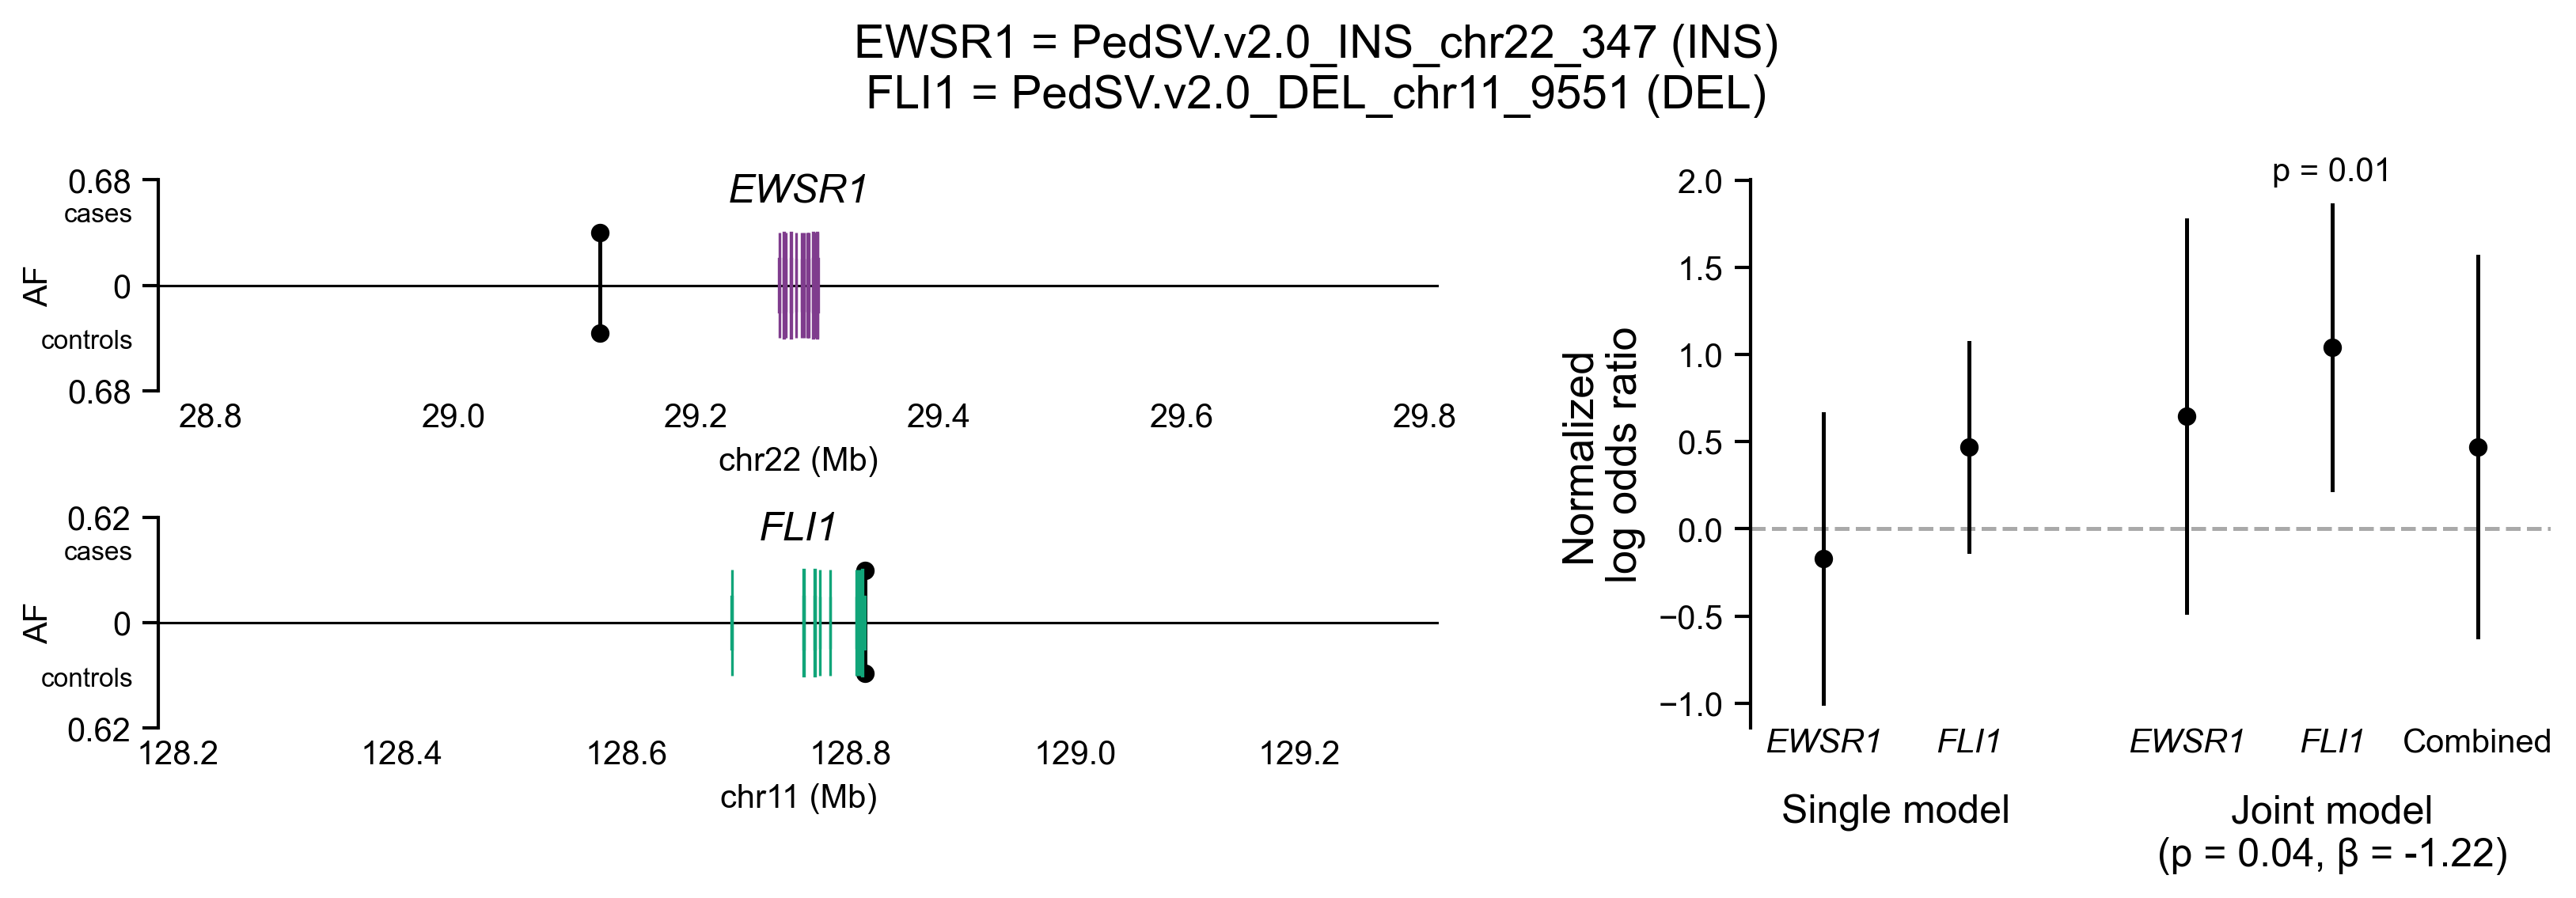 EWSR1 = PedSV.v2.0_INS_chr22_347 (INS)
FLI1 = PedSV.v2.0_DEL_chr11_9551 (DEL)
0.68
cases
AF
0
controls
0.68
EWSR1
28.8 29.0 29.2 29.4 29.6 29.8
chr22 (Mb)
0.62
cases
AF
0
controls
0.62
FLI1
128.2 128.4 128.6 128.8 129.0 129.2
chr11 (Mb)
Normalized
log odds ratio
2.0
1.5
1.0
0.5
0.0
−0.5
−1.0
p = 0.01
EWSR1 FLI1 EWSR1 FLI1 Combined
Single model
Joint model
(p = 0.04, β = -1.22)